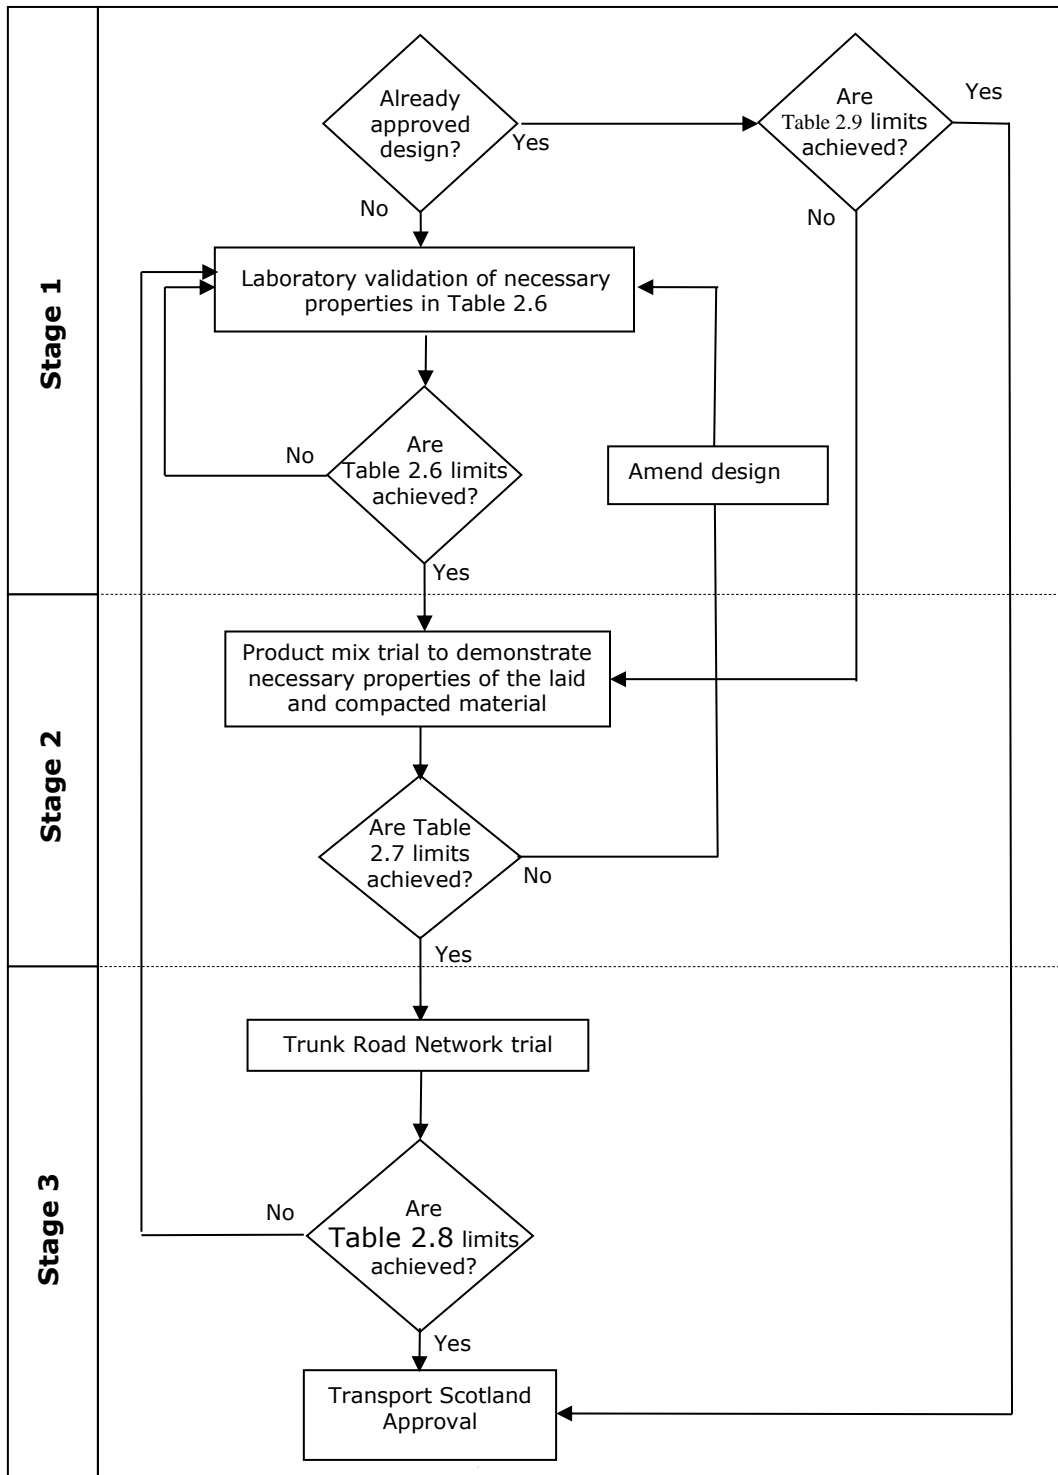 Stage 1
Already
approved
design?
Yes
No
Are
Table 2.9 limits
achieved?
Yes
No
Laboratory validation of necessary
properties in Table 2.6
Are
Table 2.6 limits
achieved?
No
Yes
Amend design
Stage 2
Product mix trial to demonstrate
necessary properties of the laid
and compacted material
Are Table
2.7 limits
achieved?
No
Yes
Stage 3
Trunk Road Network trial
Are
Table 2.8 limits
achieved?
No
Yes
Transport Scotland
Approval